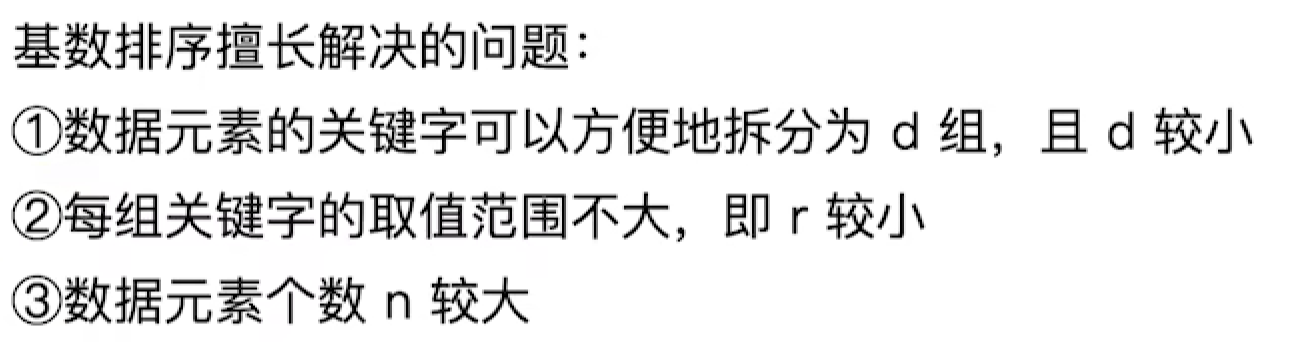 基数排序擅长解决的问题：
①数据元素的关键字可以方便地拆分为 d 组，且 d 较小
②每组关键字的取值范围不大，即 r 较小
③数据元素个数 n 较大